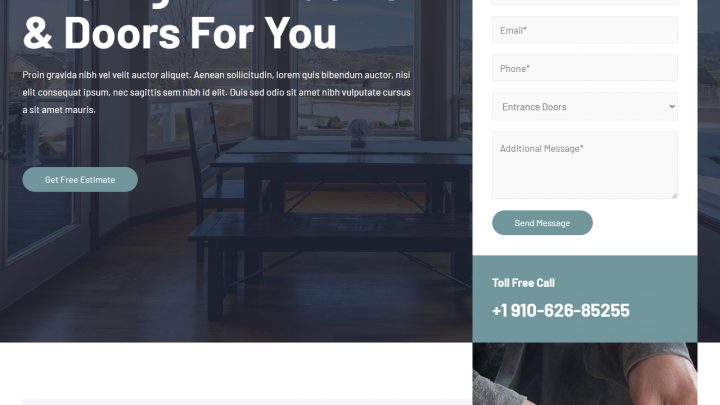 & Doors For You
Proin gravida nibh vel velit auctor aliquet. Aenean sollicitudin, lorem quis bibendum auctor, nisi
elit consequat ipsum, nec sagittis sem nibh id elit. Duis sed odio sit amet nibh vulputate cursus
a sit amet mauris.
Get Free Estimate
Email*
Phone*
Entrance Doors
Additional Message*
Send Message
Toll Free Call
+1 910-626-85255